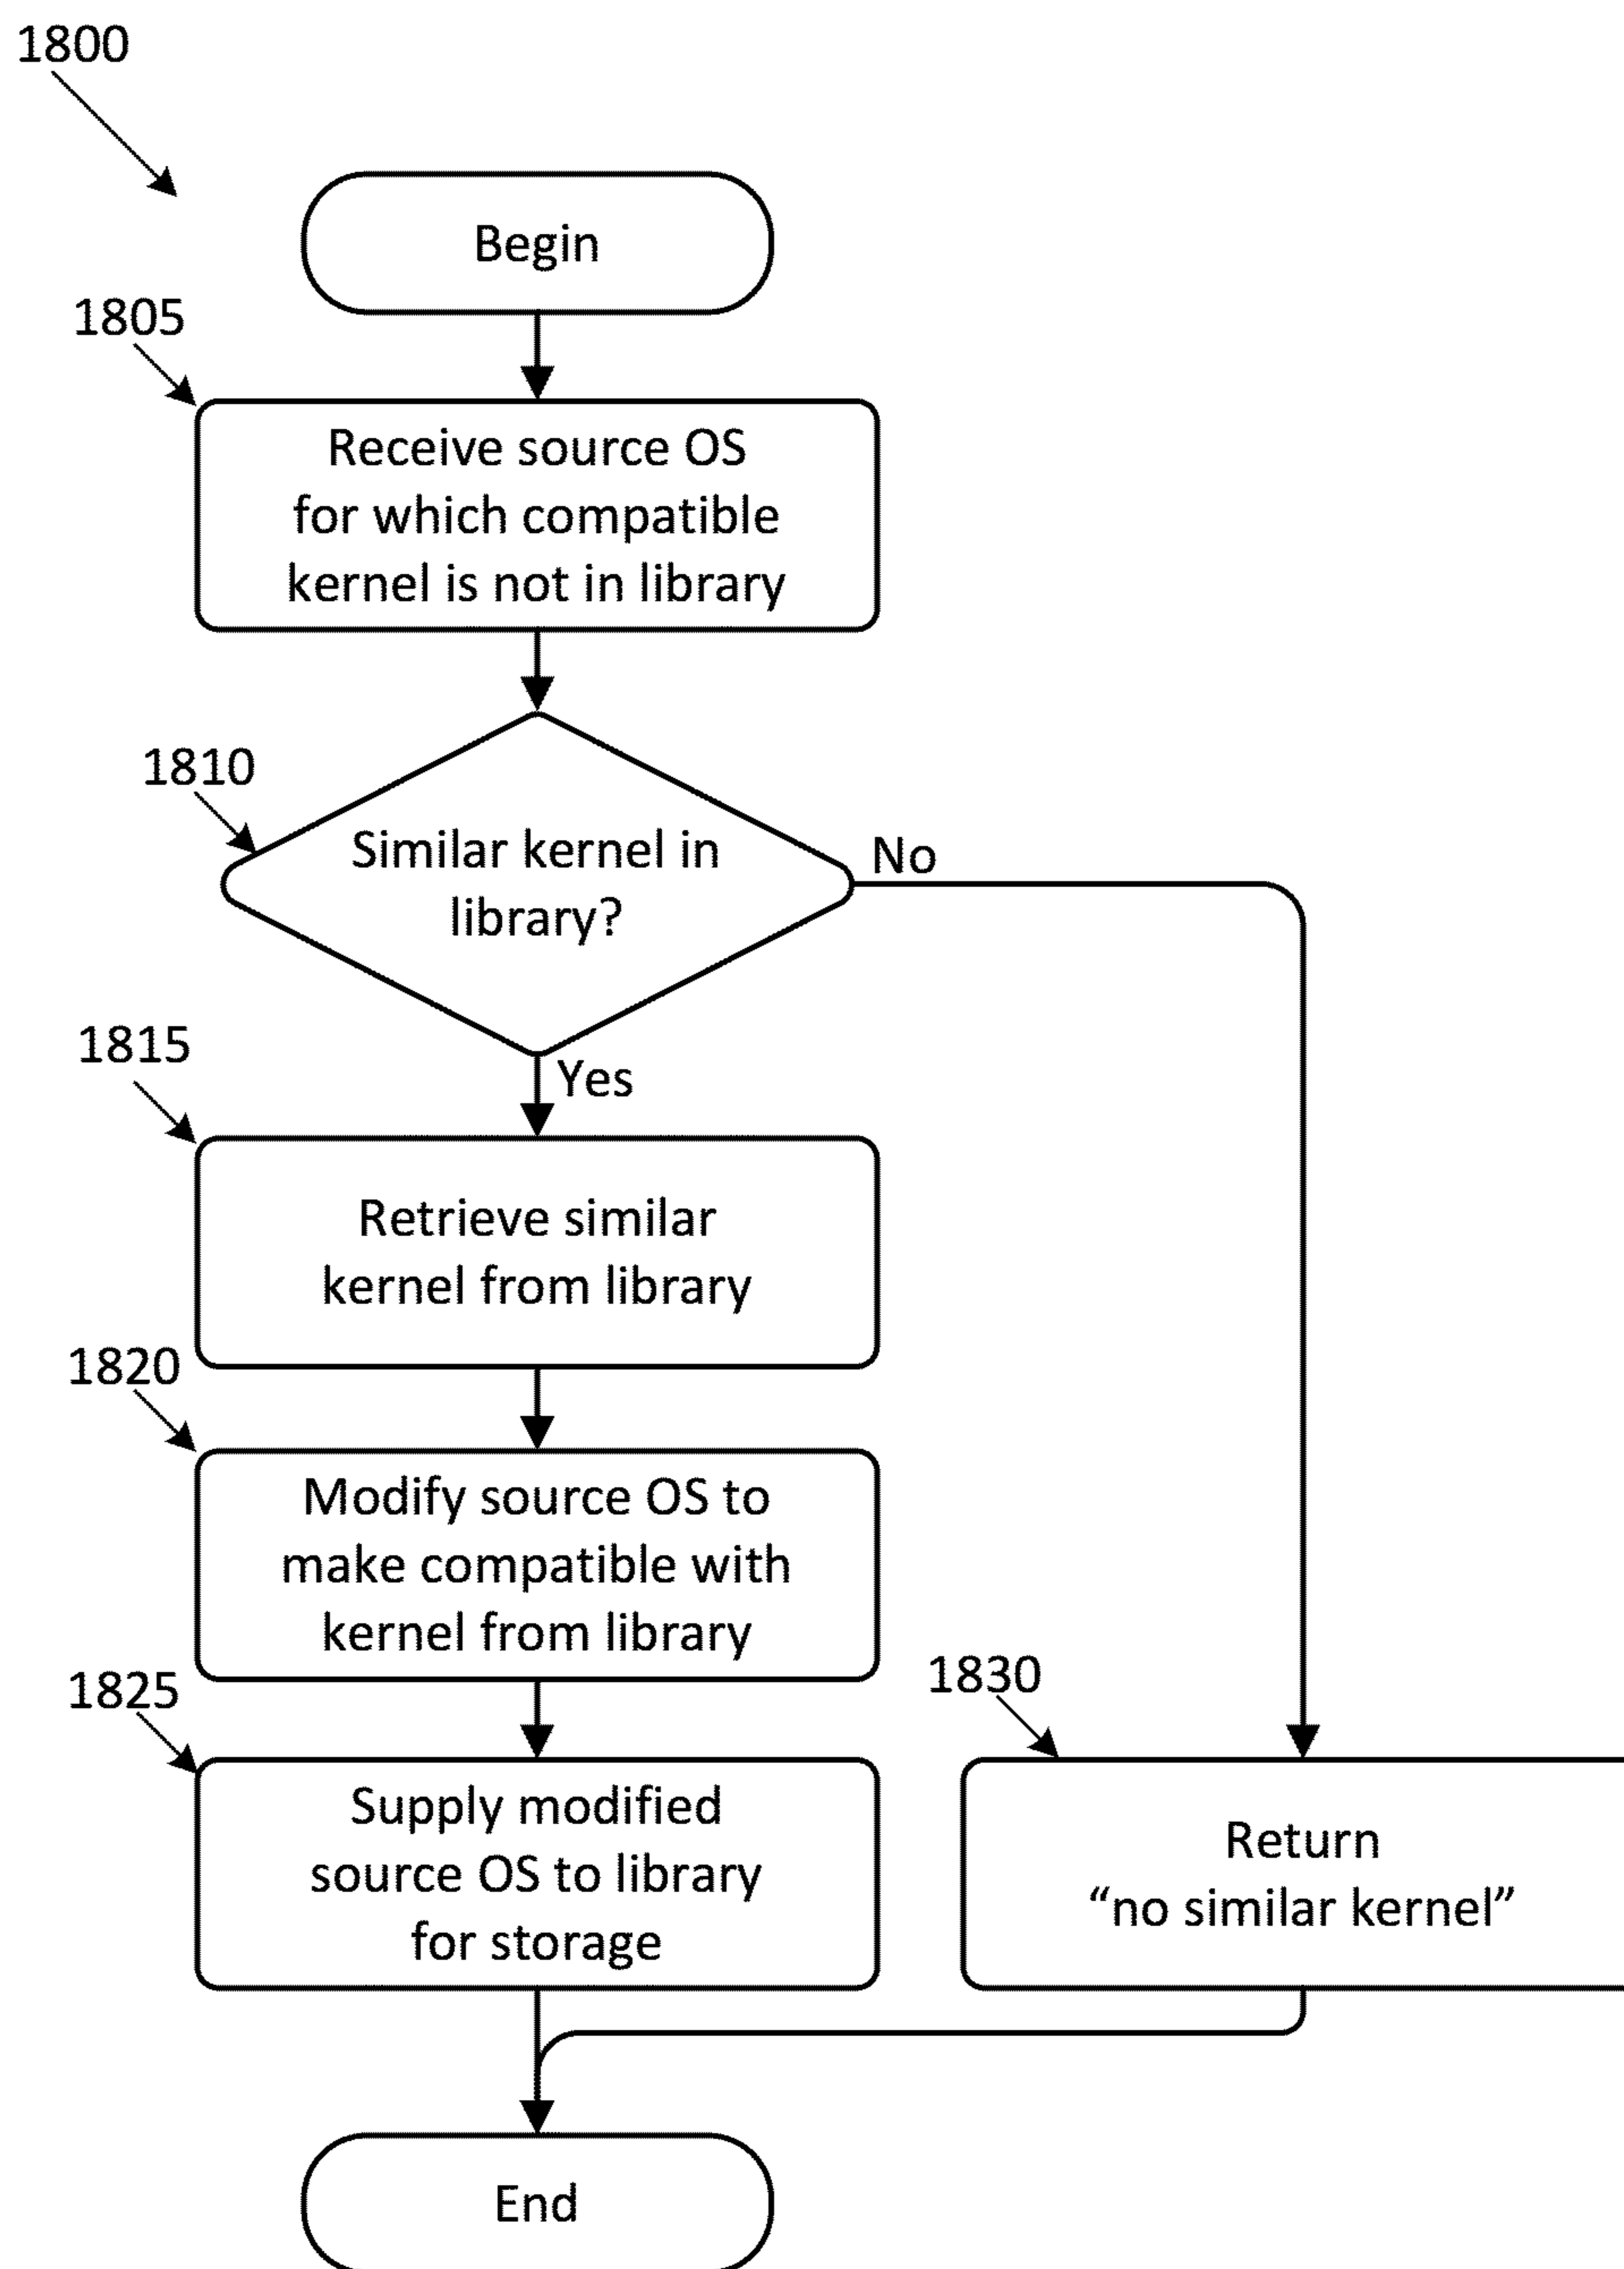 1800
Begin
1805
Receive source OS
for which compatible
kernel is not in library
1810
Similar kernel in
library?
No
Yes
1815
Retrieve similar
kernel from library
1820
Modify source OS to
make compatible with
kernel from library
1825
Supply modified
source OS to library
for storage
1830
Return
“no similar kernel”
End